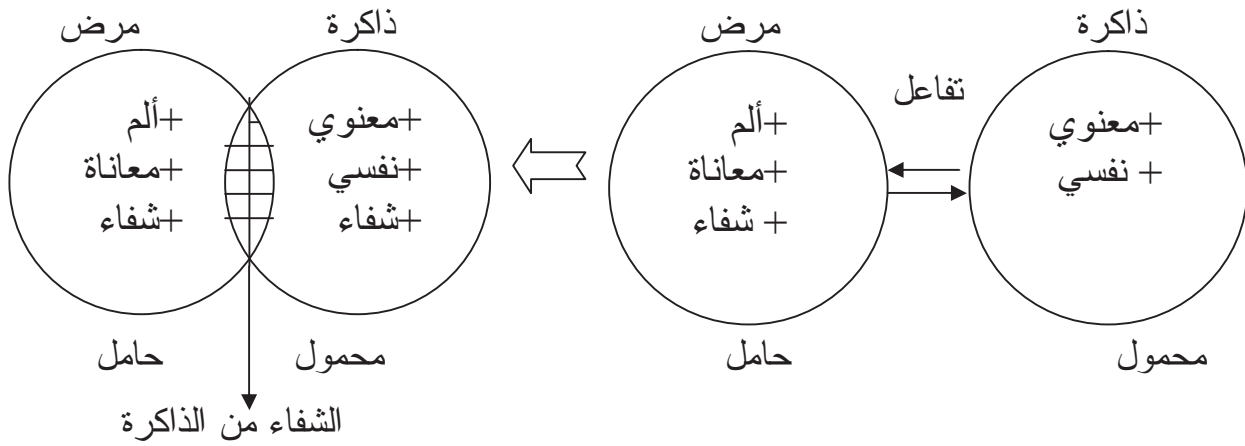 ذاكرة
+معنوي
+ نفسي
محمول
تفاعل
مرض
+ألم
+معاناة
+ شفاء
حامل
ذاكرة
+معنوي
+نفسي
+شفاء
محمول
مرض
+ألم
+معاناة
+شفاء
حامل
الشفاء من الذاكرة